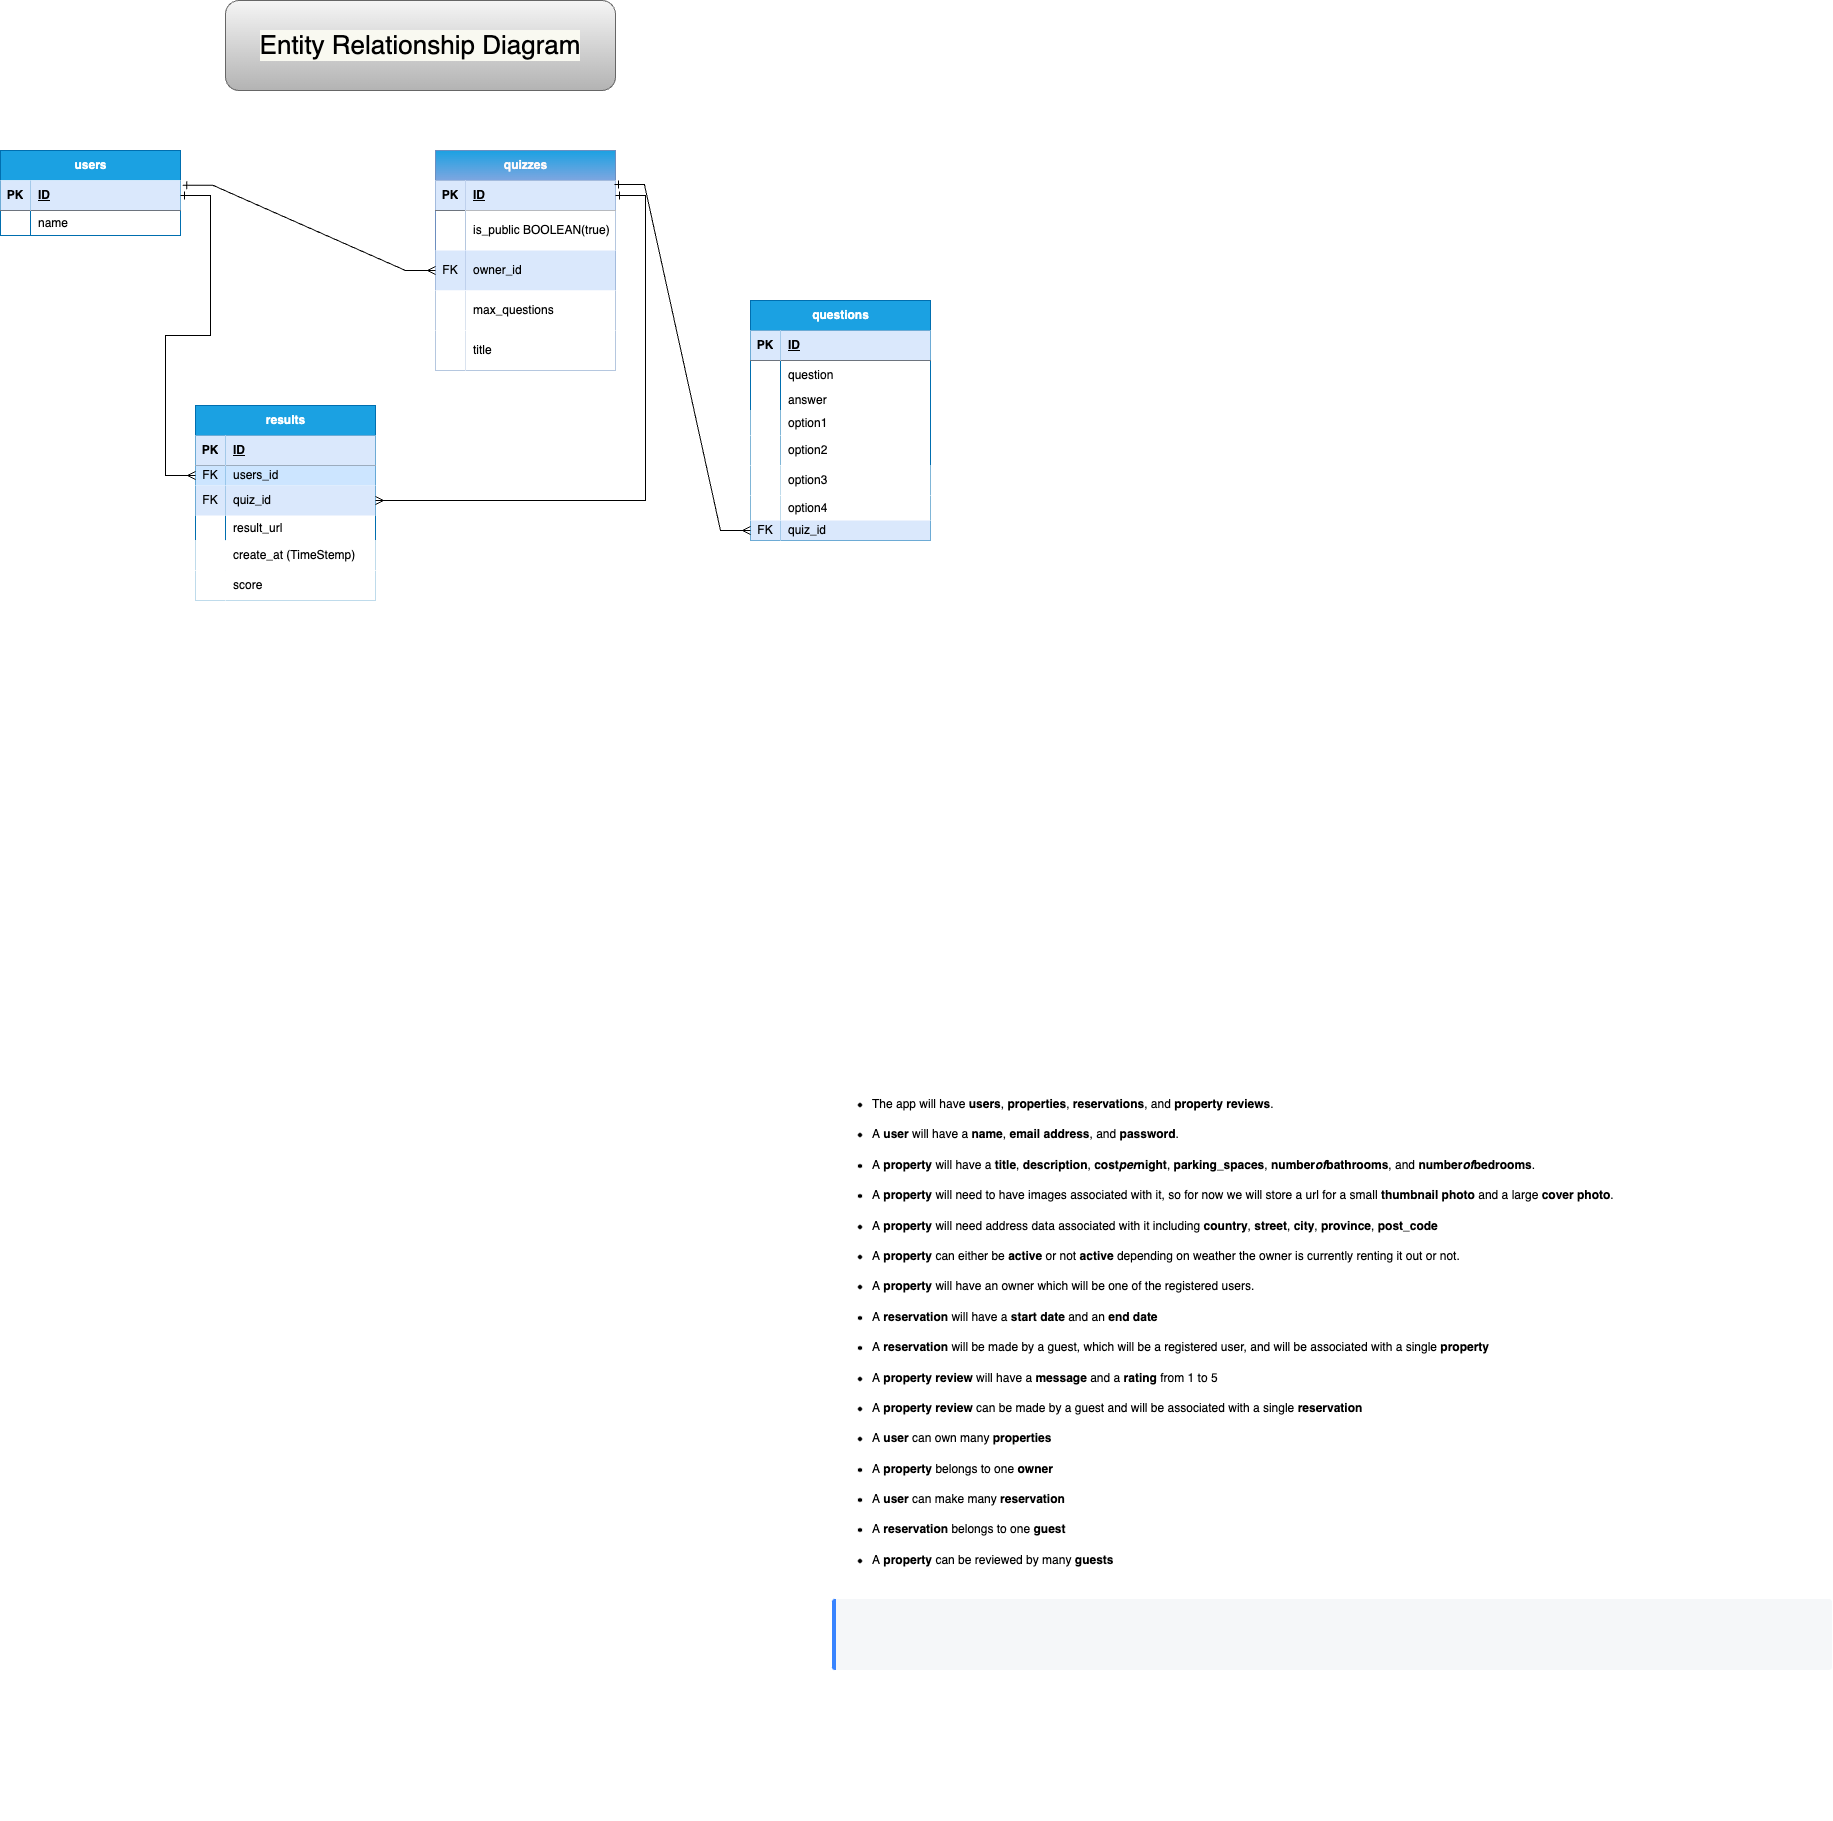 Entity Relationship Diagram
users
PK ID
name
quizzes
PK ID
is_public BOOLEAN(true)
FK owner_id
max_questions
title
questions
PK ID
question
answer
option1
option2
option3
option4
FK quiz_id
results
PK ID
FK users_id
FK quiz_id
result_url
create_at (TimeStemp)
score
• The app will have users, properties, reservations, and property reviews.
• A user will have a name, email address, and password.
• A property will have a title, description, costpernight, parking_spaces, numberofbathrooms, and numberofbedrooms.
• A property will need to have images associated with it, so for now we will store a url for a small thumbnail photo and a large cover photo.
• A property will need address data associated with it including country, street, city, province, post_code
• A property can either be active or not active depending on weather the owner is currently renting it out or not.
• A property will have an owner which will be one of the registered users.
• A reservation will have a start date and an end date
• A reservation will be made by a guest, which will be a registered user, and will be associated with a single property
• A property review will have a message and a rating from 1 to 5
• A property review can be made by a guest and will be associated with a single reservation
• A user can own many properties
• A property belongs to one owner
• A user can make many reservation
• A reservation belongs to one guest
• A property can be reviewed by many guests